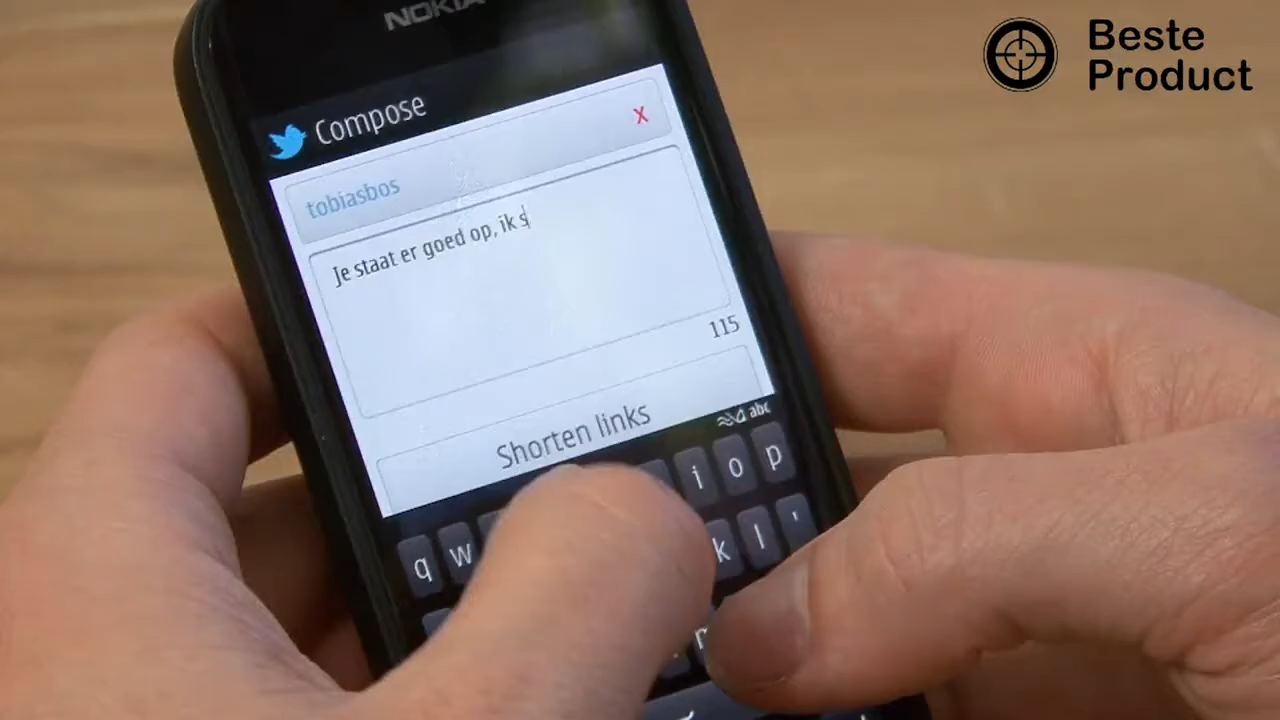 NOKIA
Beste
Product
Compose
tobiasbos
X
Je staat er goed op, ik s
115
Shorten links
abc
i o p
q w
k l '